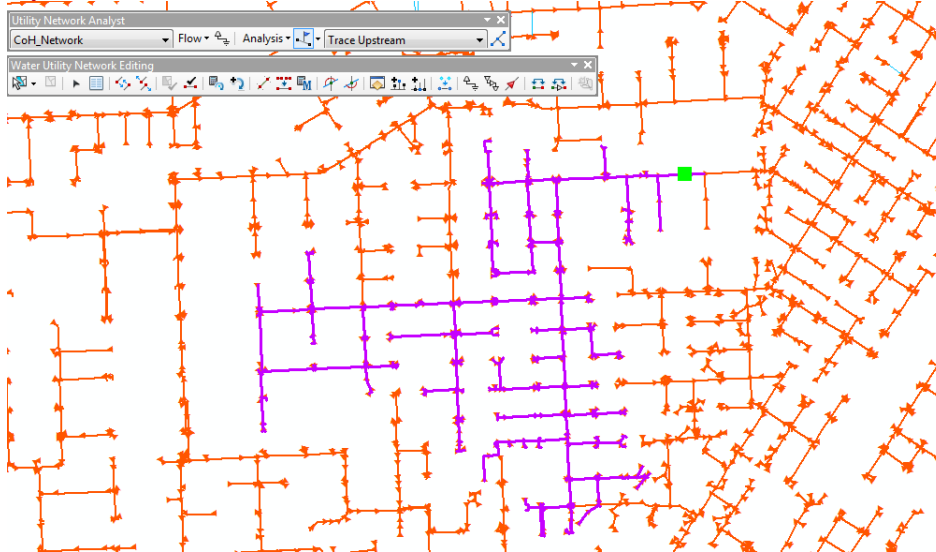 Utility Network Analyst
CoH_Network Flow Analysis Trace Upstream
Water Utility Network Editing